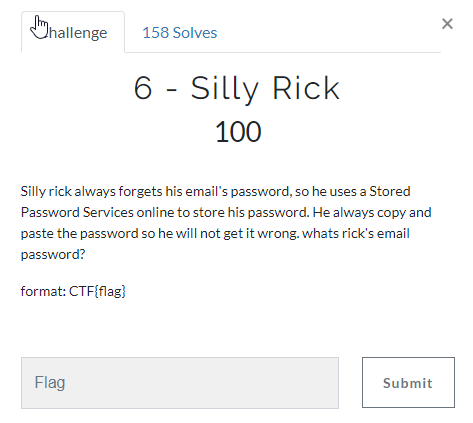 Challenge 158 Solves
×
6 - Silly Rick
100
Silly rick always forgets his email's password, so he uses a Stored
Password Services online to store his password. He always copy and
paste the password so he will not get it wrong. whats rick's email
password?
format: CTF{flag}
Flag Submit